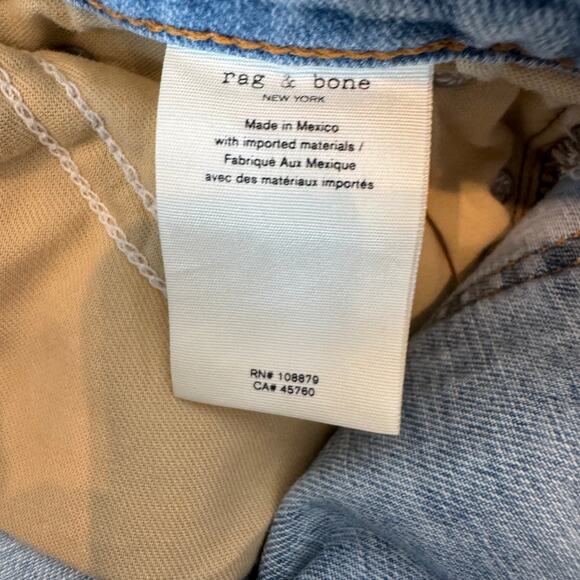 rag & bone
NEW YORK
Made in Mexico
with imported materials /
Fabriqué Aux Mexique
avec des matériaux importés
RN# 108879
CA# 45760